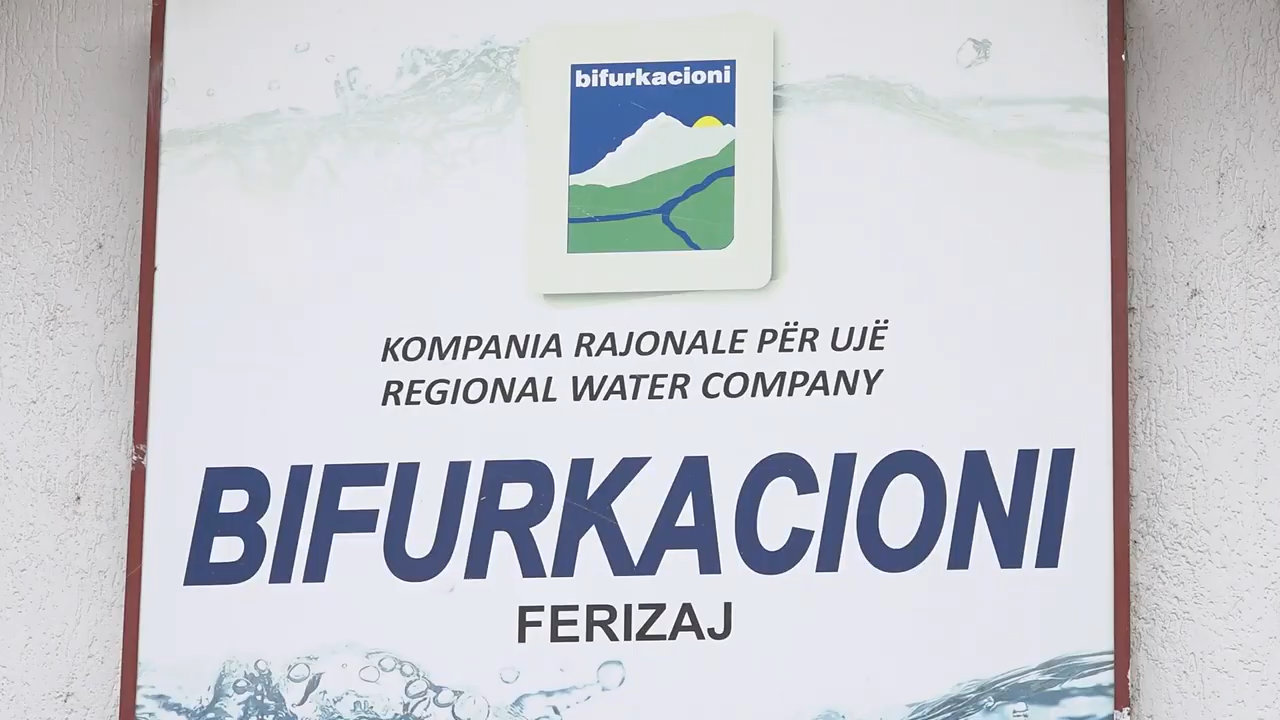 bifurkacioni
KOMPANIA RAJONALE PËR UJË
REGIONAL WATER COMPANY
BIFURKACIONI
FERIZAJ